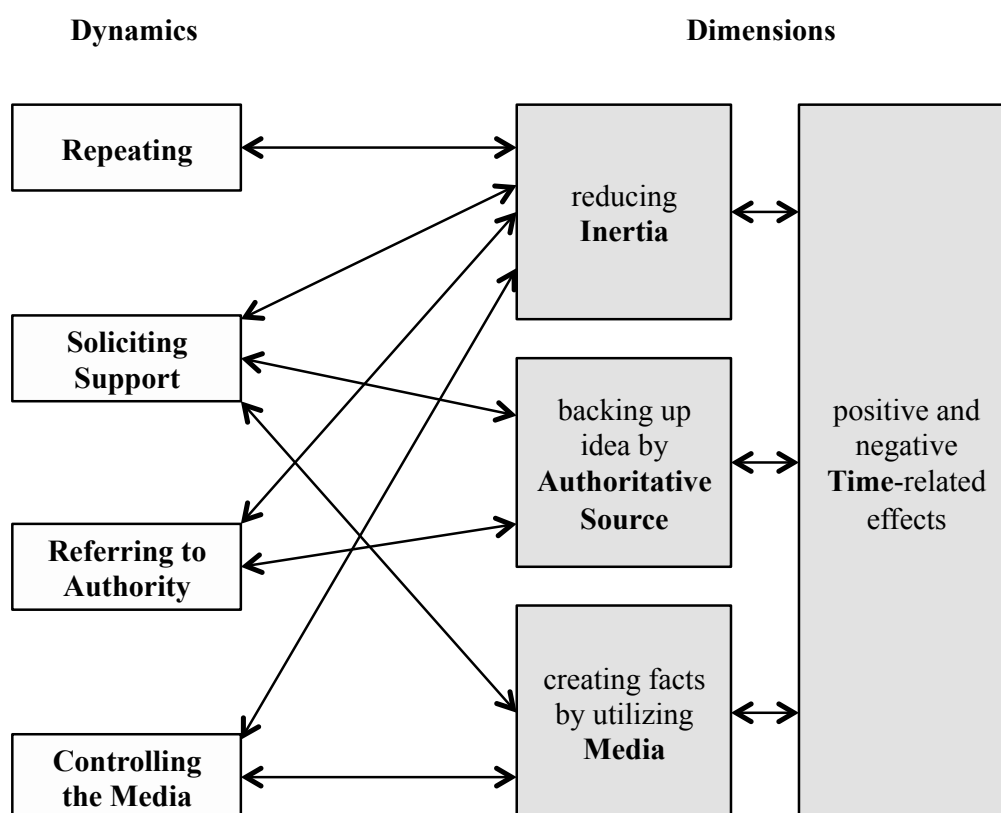 Dynamics
Dimensions
Repeating
Soliciting
Support
Referring to
Authority
Controlling
the Media
reducing
Inertia
backing up
idea by
Authoritative
Source
creating facts
by utilizing
Media
positive and
negative
Time-related
effects